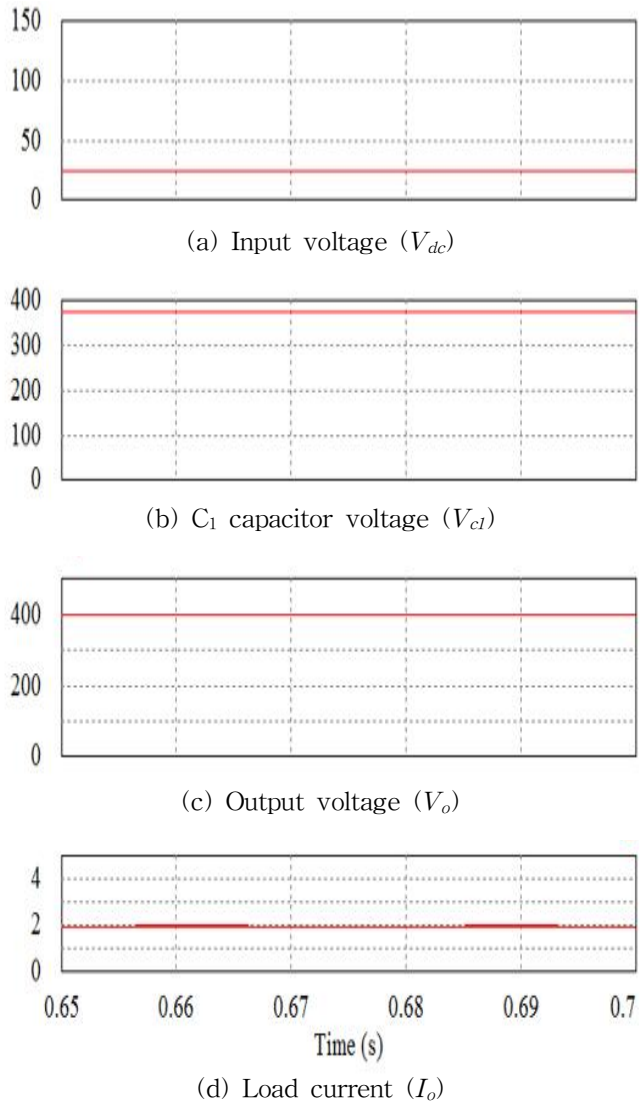 150
100
50
0
(a) Input voltage (Vdc)
400
300
200
100
0
(b) C₁ capacitor voltage (Vc1)
400
200
0
(c) Output voltage (Vo)
4
2
0
0.65 0.66 0.67 0.68 0.69 0.7
Time (s)
(d) Load current (Io)